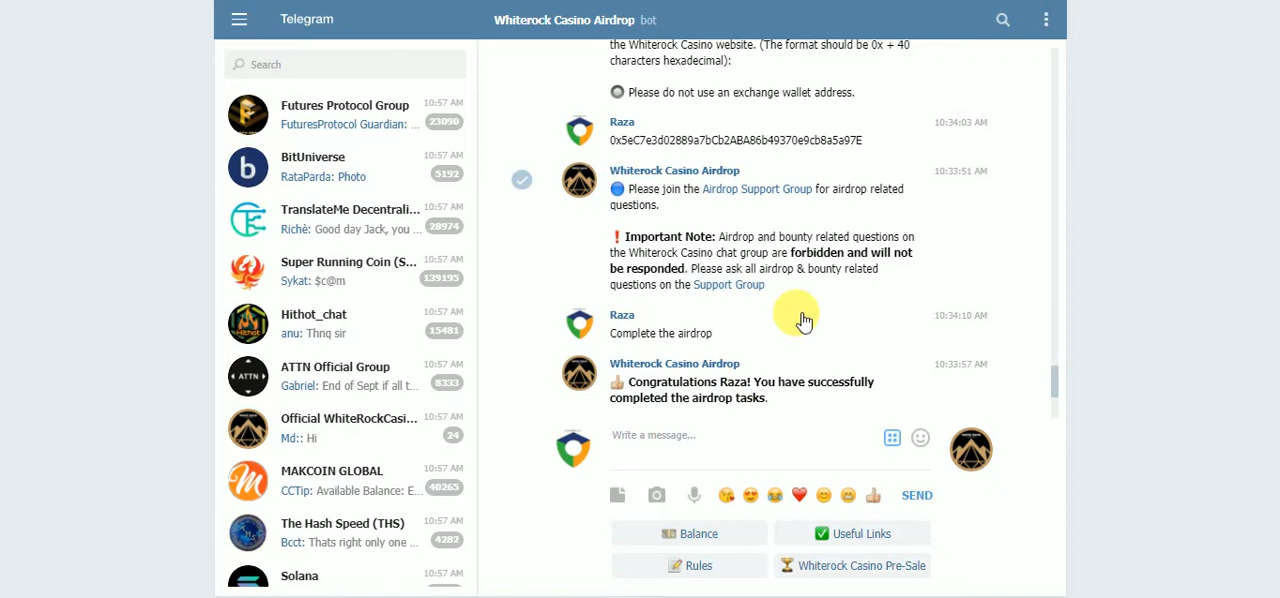 Telegram
Whiterock Casino Airdrop bot
Search
Futures Protocol Group 10:57 AM
FuturesProtocol Guardian: ... 23090
BitUniverse 10:57 AM
RataParda: Photo 5192
TranslateMe Decentrali... 10:57 AM
Richè: Good day Jack, you ... 28974
Super Running Coin (S... 10:57 AM
Sykat: $c@m 139195
Hithot_chat 10:57 AM
anu: Thnq sir 15481
ATTN Official Group 10:57 AM
Gabriel: End of Sept if all t... 8333
Official WhiteRockCasi... 10:57 AM
Md:: Hi 24
MAKCOIN GLOBAL 10:57 AM
CCTip: Available Balance: E... 40265
The Hash Speed (THS) 10:57 AM
Bcct: Thats right only one ... 4282
Solana 10:57 AM
the Whiterock Casino website. (The format should be 0x + 40
characters hexadecimal):
Please do not use an exchange wallet address.
Raza 10:34:03 AM
0x5eC7e3d02889a7bCb2ABA86b49370e9cb8a5a97E
Whiterock Casino Airdrop 10:33:51 AM
Please join the Airdrop Support Group for airdrop related
questions.
❗ Important Note: Airdrop and bounty related questions on
the Whiterock Casino chat group are forbidden and will not
be responded. Please ask all airdrop & bounty related
questions on the Support Group
Raza 10:34:10 AM
Complete the airdrop
Whiterock Casino Airdrop 10:33:57 AM
👍 Congratulations Raza! You have successfully
completed the airdrop tasks.
Write a message...
SEND
Balance
Useful Links
Rules
Whiterock Casino Pre-Sale
ATTN